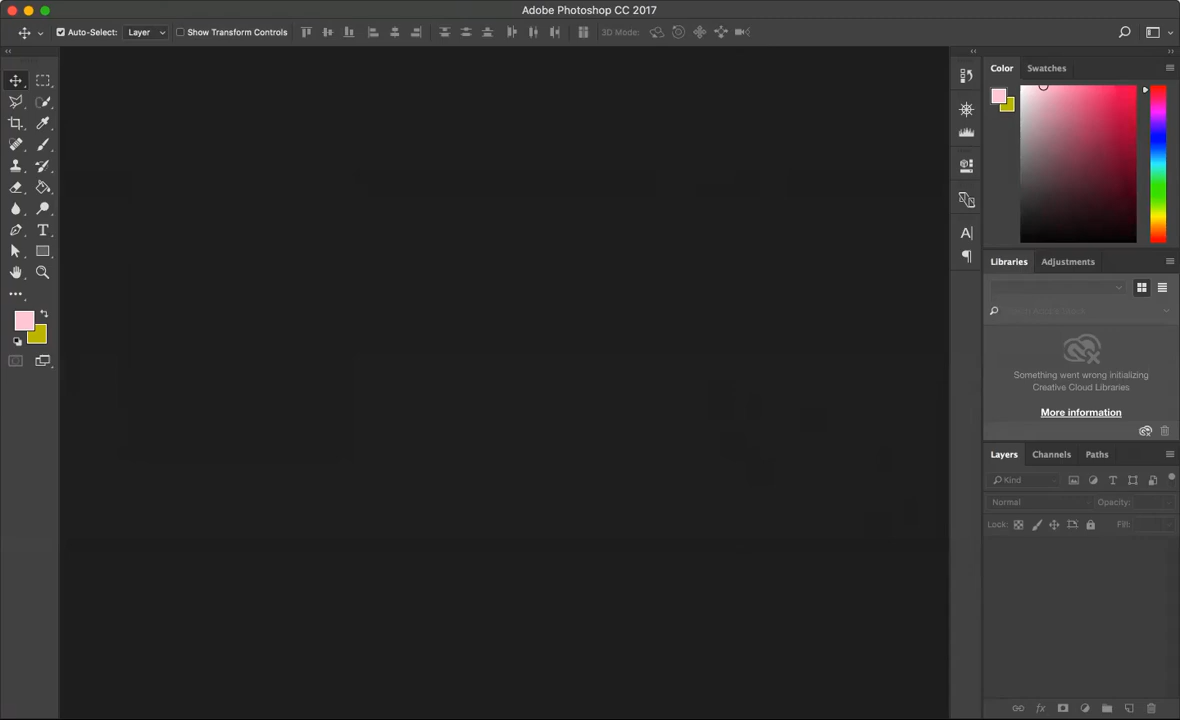 Adobe Photoshop CC 2017
Auto-Select: Layer Show Transform Controls 3D Mode:
Color Swatches
Libraries Adjustments
Something went wrong initializing
Creative Cloud Libraries
More information
Layers Channels Paths
Kind
Normal Opacity:
Lock: Fill: